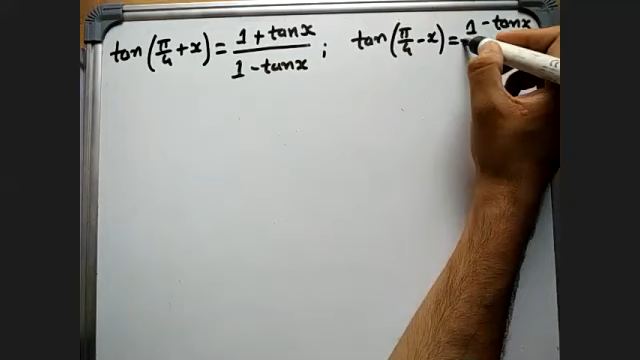 tan(π/4 + x) = (1 + tanx)/(1 - tanx) ; tan(π/4 - x) = 1 - tanx